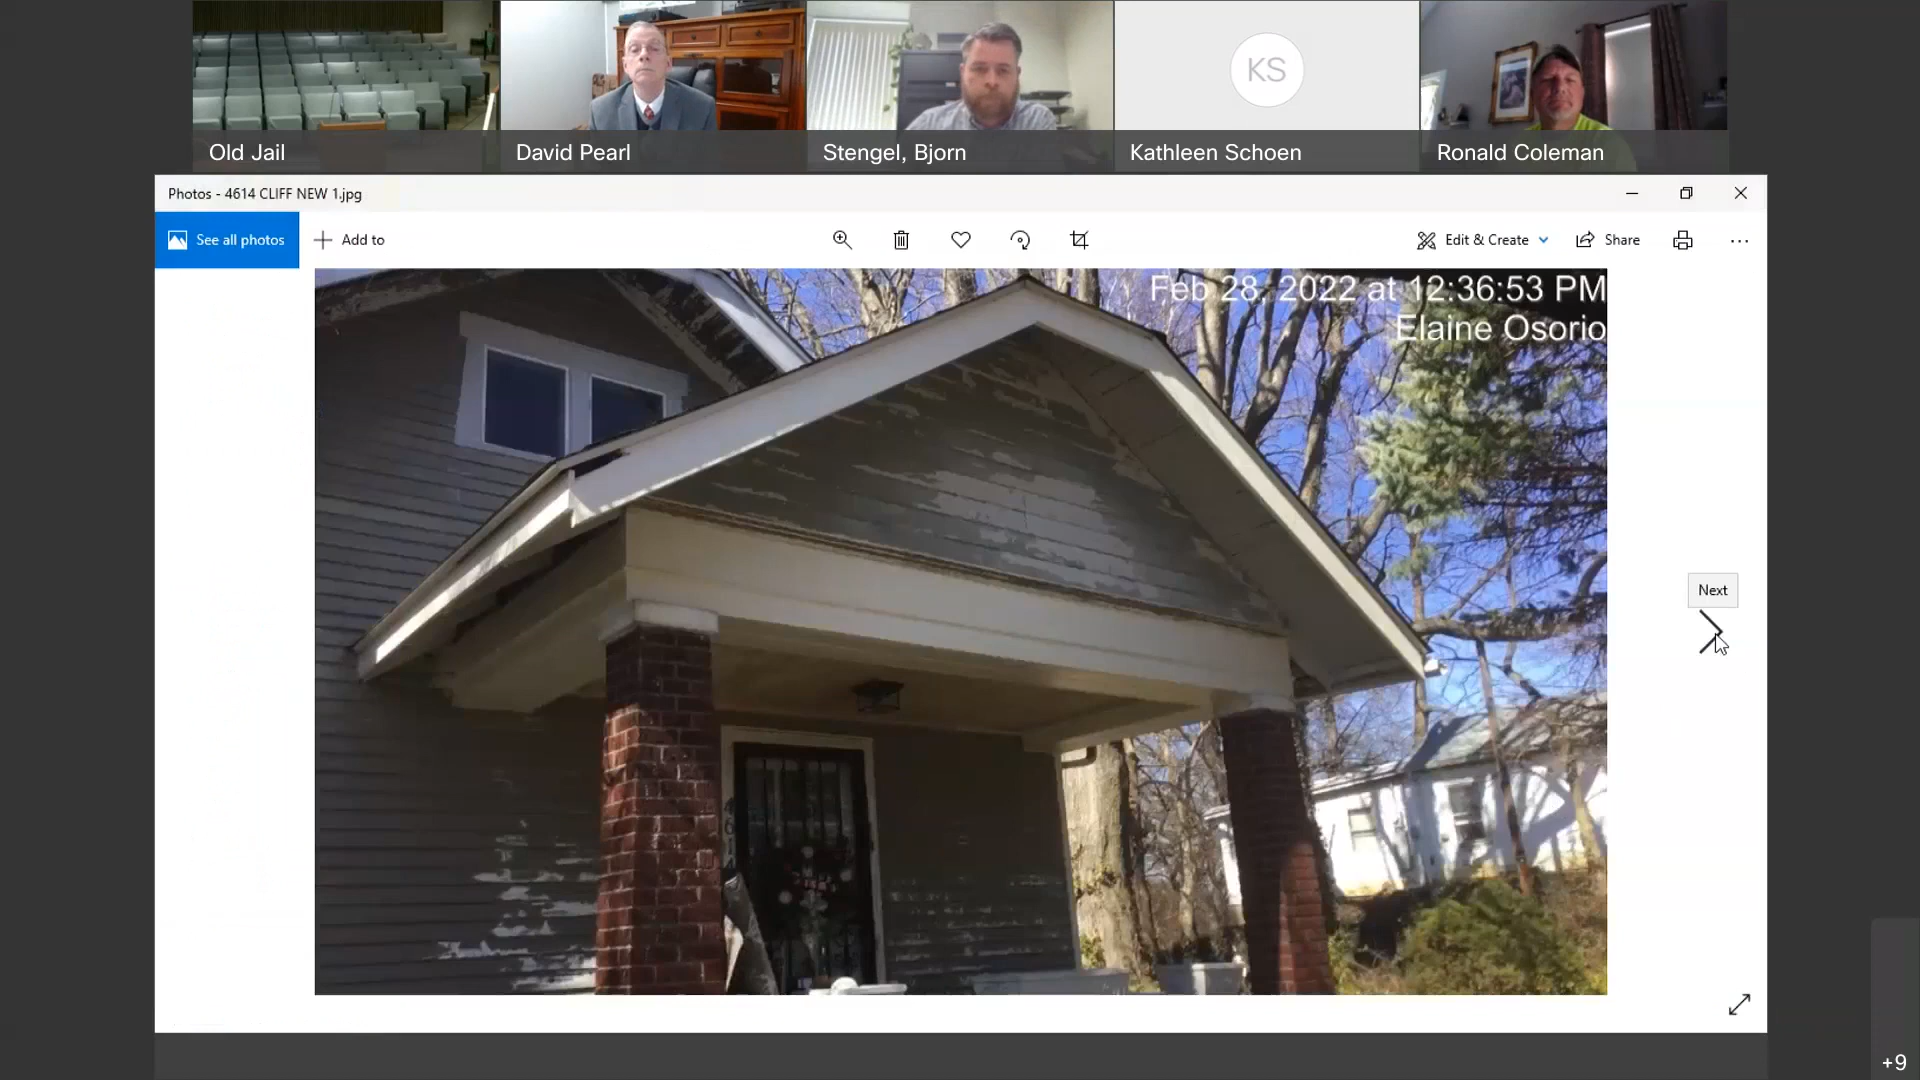 Old Jail
David Pearl
Stengel, Bjorn
KS
Kathleen Schoen
Ronald Coleman
Photos - 4614 CLIFF NEW 1.jpg
See all photos
Add to
Edit & Create
Share
Feb 28, 2022 at 12:36:53 PM
Elaine Osorio
Next
+9